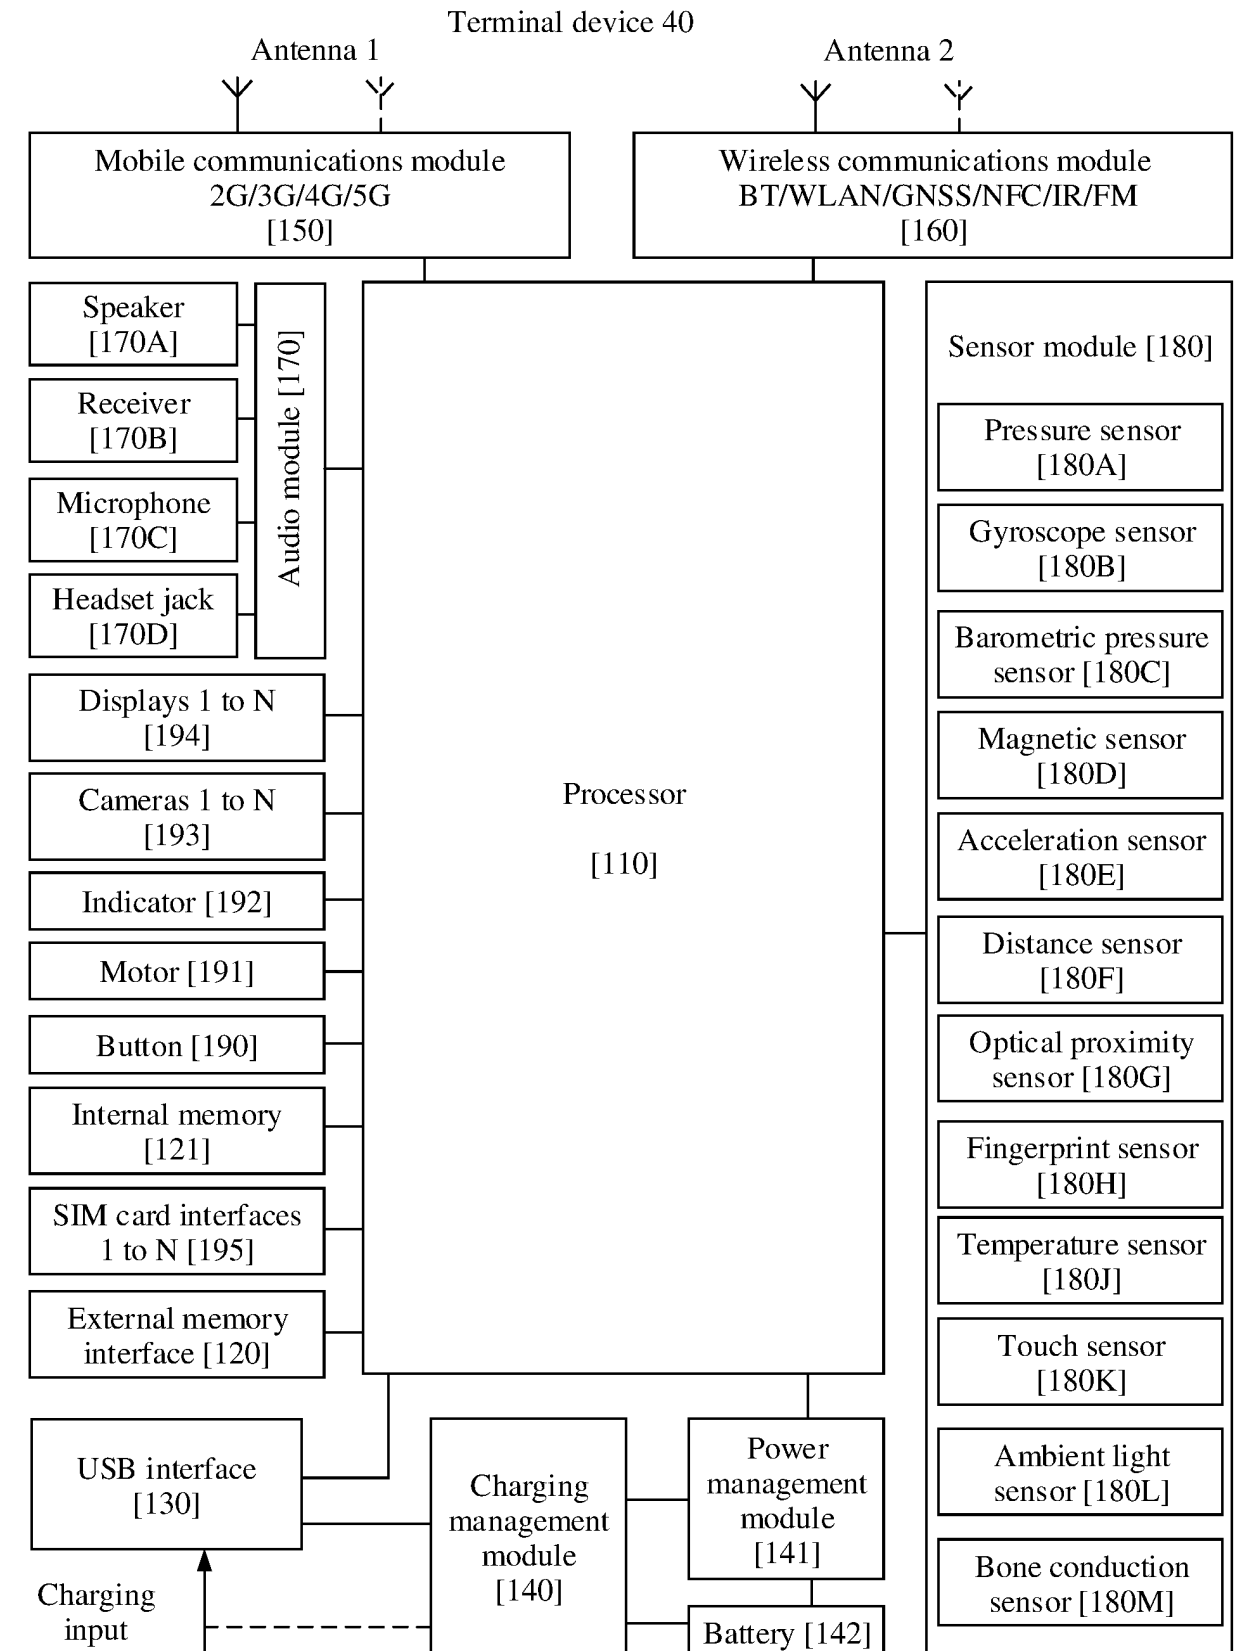 Terminal device 40
Antenna 1
Antenna 2
Mobile communications module
2G/3G/4G/5G
[150]
Wireless communications module
BT/WLAN/GNSS/NFC/IR/FM
[160]
Speaker
[170A]
Receiver
[170B]
Microphone
[170C]
Headset jack
[170D]
Audio module [170]
Displays 1 to N
[194]
Cameras 1 to N
[193]
Indicator [192]
Motor [191]
Button [190]
Internal memory
[121]
SIM card interfaces
1 to N [195]
External memory
interface [120]
Processor
[110]
Sensor module [180]
Pressure sensor
[180A]
Gyroscope sensor
[180B]
Barometric pressure
sensor [180C]
Magnetic sensor
[180D]
Acceleration sensor
[180E]
Distance sensor
[180F]
Optical proximity
sensor [180G]
Fingerprint sensor
[180H]
Temperature sensor
[180J]
Touch sensor
[180K]
Ambient light
sensor [180L]
Bone conduction
sensor [180M]
USB interface
[130]
Charging
input
Charging
management
module
[140]
Power
management
module
[141]
Battery [142]